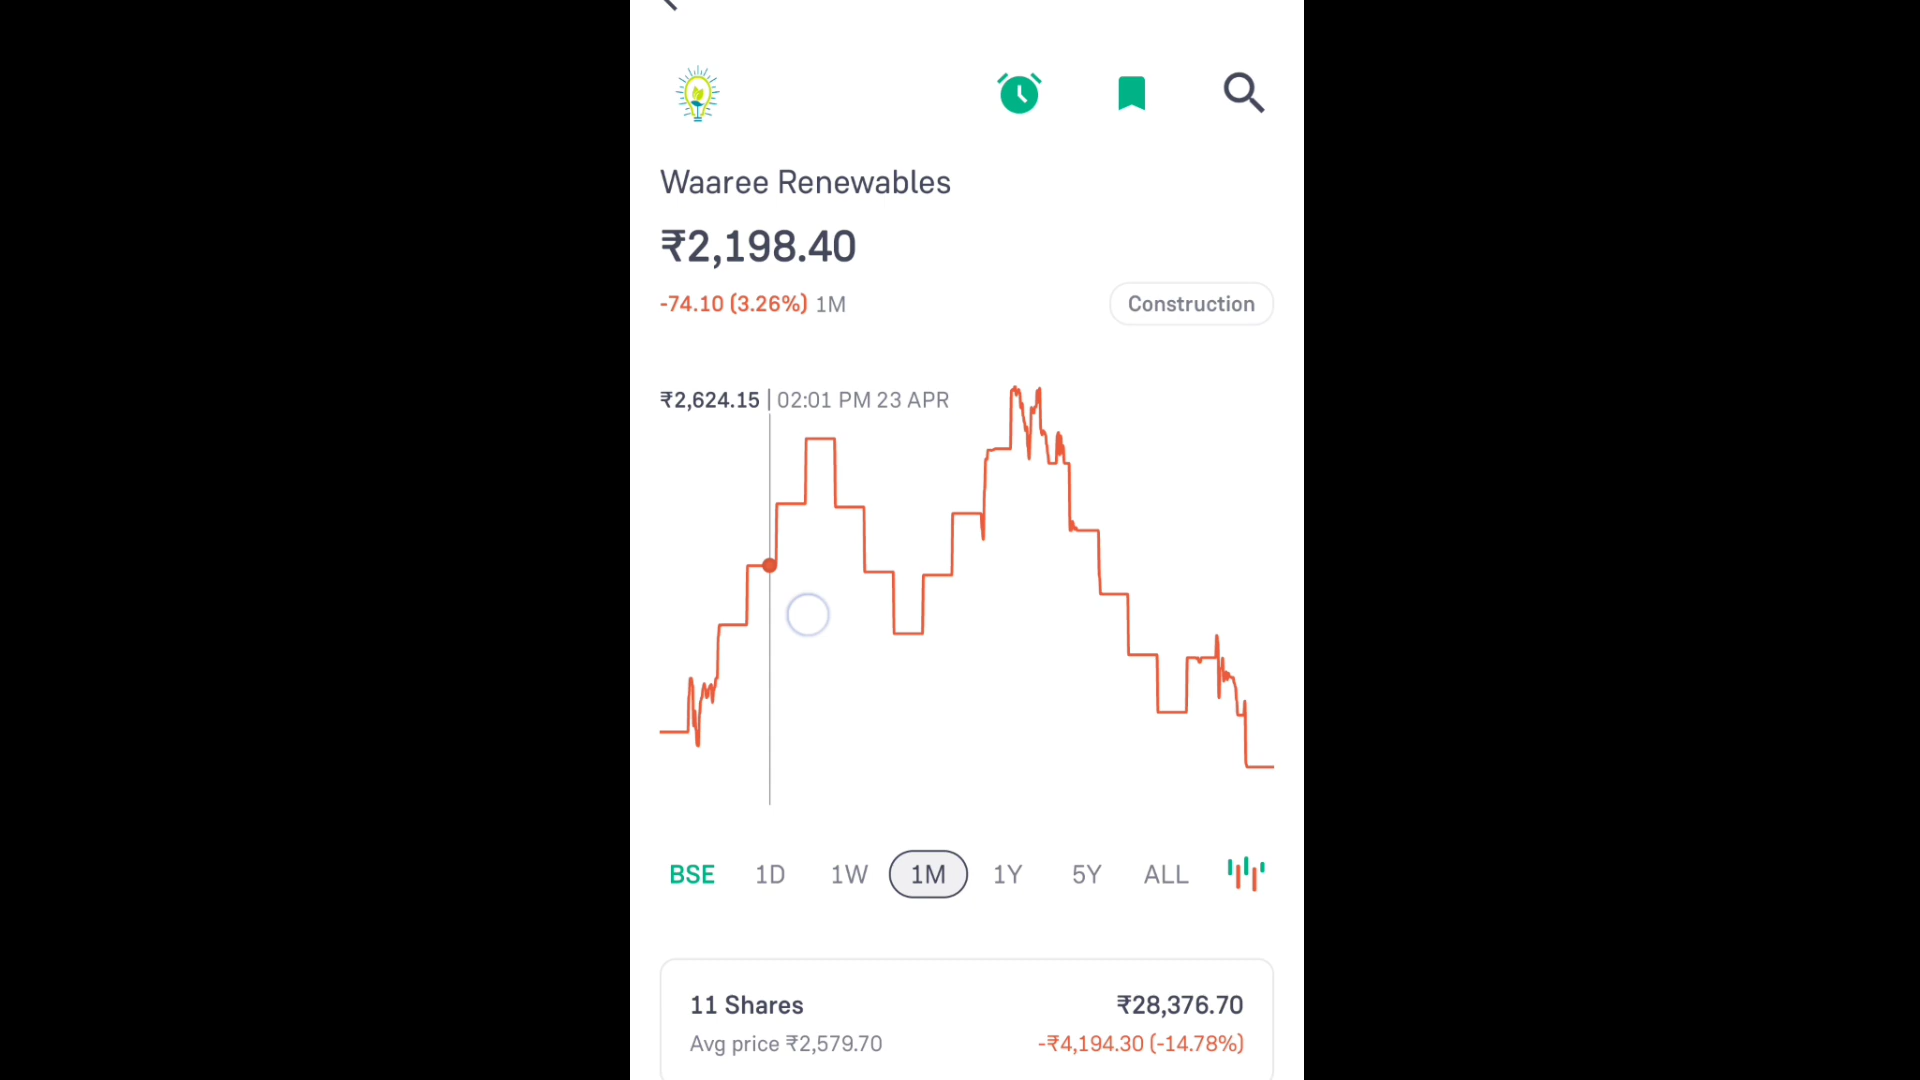 Waaree Renewables
₹2,198.40
-74.10 (3.26%) 1M
Construction
₹2,624.15 | 02:01 PM 23 APR
BSE 1D 1W 1M 1Y 5Y ALL
11 Shares ₹28,376.70
Avg price ₹2,579.70 -₹4,194.30 (-14.78%)